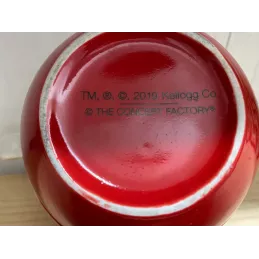 TM, ®, ©, 2019 Kellogg Co.
© THE CONCEPT FACTORY®